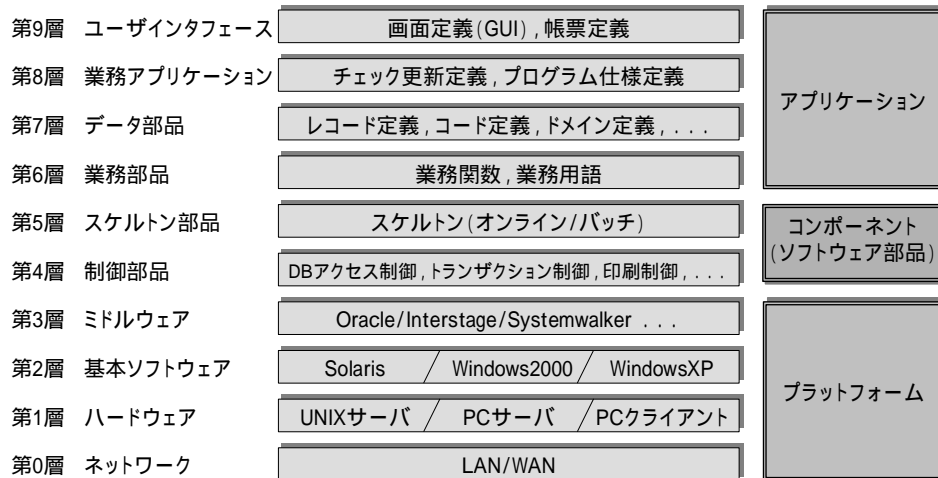 第9層 ユーザインタフェース 画面定義(GUI),帳票定義
第8層 業務アプリケーション チェック更新定義,プログラム仕様定義
第7層 データ部品 レコード定義,コード定義,ドメイン定義,...
第6層 業務部品 業務関数,業務用語
アプリケーション
第5層 スケルトン部品 スケルトン(オンライン/バッチ)
第4層 制御部品 DBアクセス制御,トランザクション制御,印刷制御,...
コンポーネント
(ソフトウェア部品)
第3層 ミドルウェア Oracle/Interstage/Systemwalker ...
第2層 基本ソフトウェア Solaris / Windows2000 / WindowsXP
第1層 ハードウェア UNIXサーバ / PCサーバ / PCクライアント
第0層 ネットワーク LAN/WAN
プラットフォーム